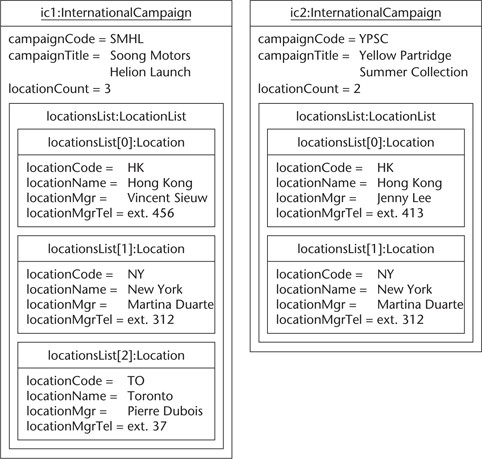 ic1:InternationalCampaign
campaignCode = SMHL
campaignTitle = Soong Motors
Helion Launch
locationCount = 3
locationsList:LocationList
locationsList[0]:Location
locationCode = HK
locationName = Hong Kong
locationMgr = Vincent Sieuw
locationMgrTel = ext. 456
locationsList[1]:Location
locationCode = NY
locationName = New York
locationMgr = Martina Duarte
locationMgrTel = ext. 312
locationsList[2]:Location
locationCode = TO
locationName = Toronto
locationMgr = Pierre Dubois
locationMgrTel = ext. 37
ic2:InternationalCampaign
campaignCode = YPSC
campaignTitle = Yellow Partridge
Summer Collection
locationCount = 2
locationsList:LocationList
locationsList[0]:Location
locationCode = HK
locationName = Hong Kong
locationMgr = Jenny Lee
locationMgrTel = ext. 413
locationsList[1]:Location
locationCode = NY
locationName = New York
locationMgr = Martina Duarte
locationMgrTel = ext. 312